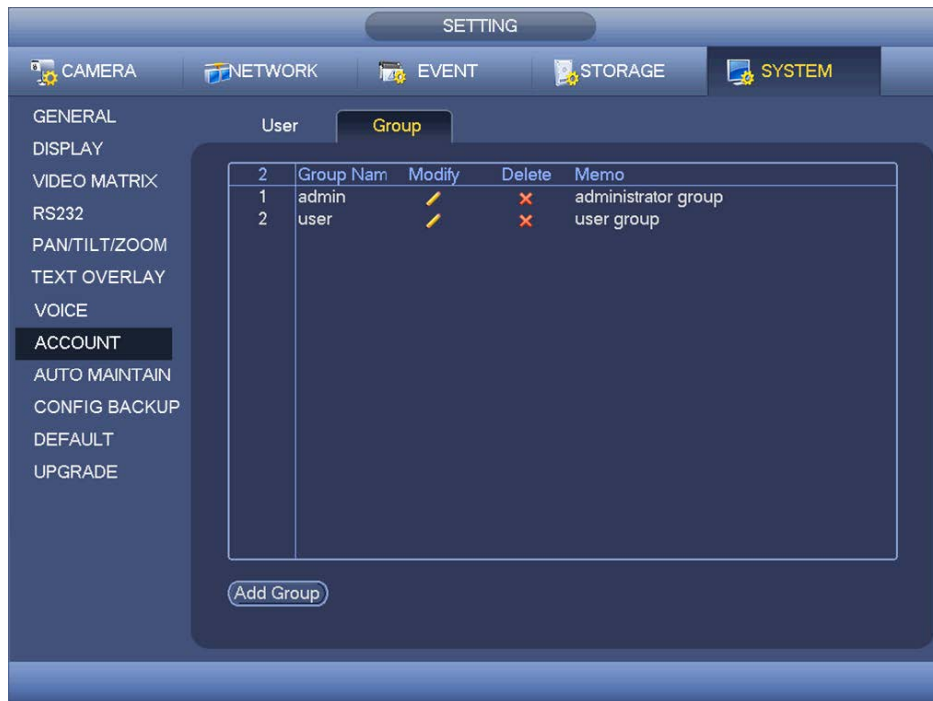 SETTING
CAMERA NETWORK EVENT STORAGE SYSTEM
GENERAL
DISPLAY
VIDEO MATRIX
RS232
PAN/TILT/ZOOM
TEXT OVERLAY
VOICE
ACCOUNT
AUTO MAINTAIN
CONFIG BACKUP
DEFAULT
UPGRADE
User Group
2 Group Nam Modify Delete Memo
1 admin administrator group
2 user user group
Add Group